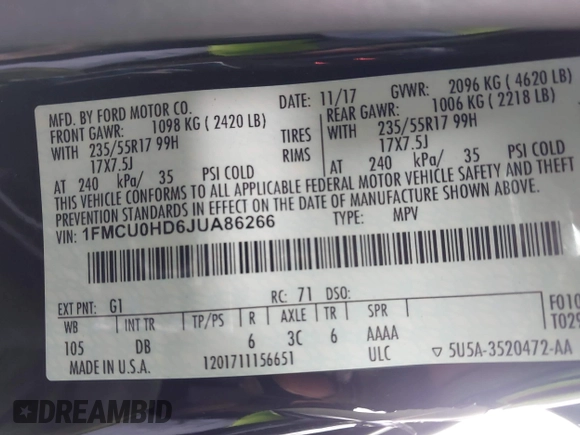 MFD. BY FORD MOTOR CO. DATE: 11/17 GVWR: 2096 KG ( 4620 LB)
FRONT GAWR: 1098 KG ( 2420 LB) REAR GAWR: 1006 KG ( 2218 LB)
WITH 235/55R17 99H TIRES WITH 235/55R17 99H
17X7.5J RIMS 17X7.5J
AT 240 kPa/ 35 PSI COLD AT 240 kPa/ 35 PSI COLD
CONFORMS TO ALL APPLICABLE FEDERAL MOTOR VEHICLE SAFETY AND THEFT
PREVENTION STANDARDS IN EFFECT ON THE DATE OF MANUFACTURE SHOWN ABOVE.
VIN: 1FMCU0HD6JUA86266 TYPE: MPV
EXT PNT: G1 RC: 71 DSO: F010
WB INT TR TP/PS R AXLE TR SPR T029
105 DB 6 3C 6 AAAA
MADE IN U.S.A. 1201711156651 ULC ▽ 5U5A-3520472-AA
DREAMBID